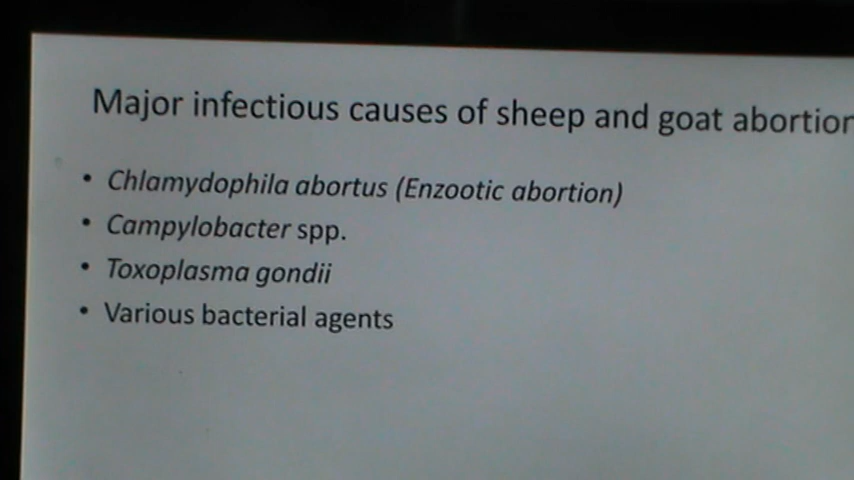 Major infectious causes of sheep and goat abortion
• Chlamydophila abortus (Enzootic abortion)
• Campylobacter spp.
• Toxoplasma gondii
• Various bacterial agents